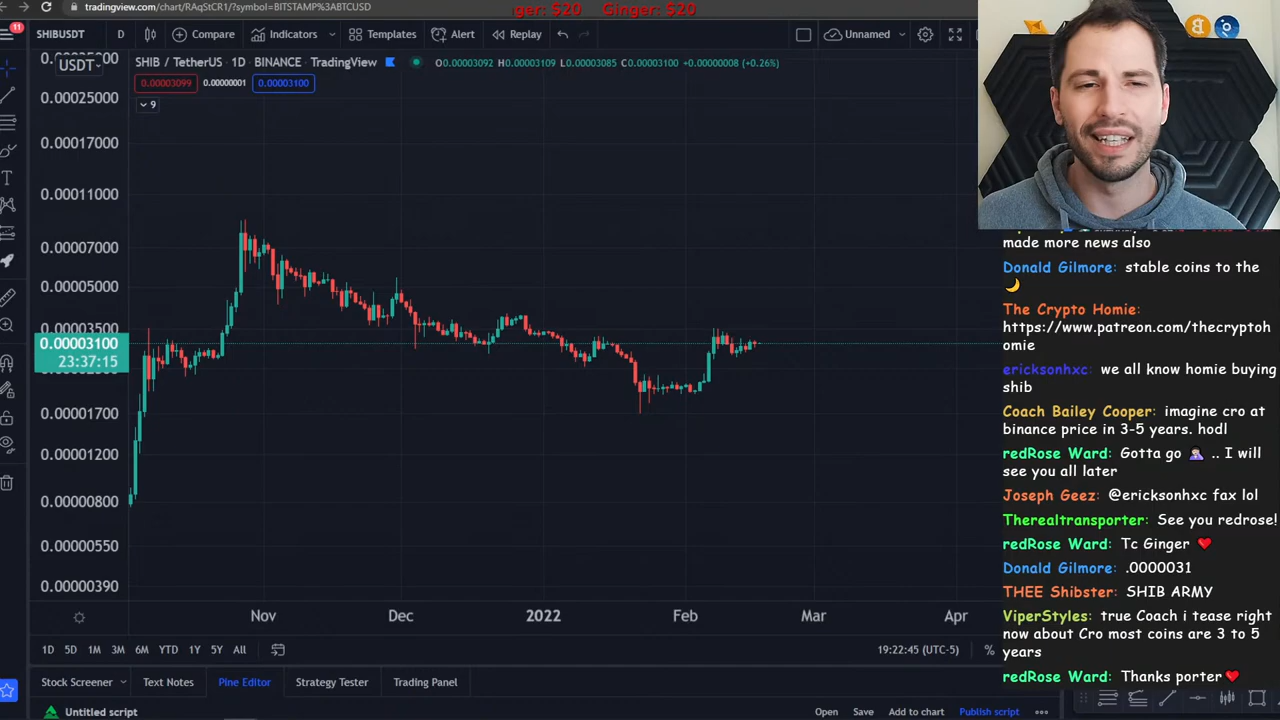 tradingview.com/chart/RAqStCR1/?symbol=BITSTAMP%3ABTCUSD
ger: $20 Ginger: $20
11
SHIBUSDT D Compare Indicators Templates Alert Replay Unnamed
USDT
SHIB / TetherUS · 1D BINANCE TradingView O0.00003092 H0.00003109 L0.00003085 C0.00003100 +0.00000008 (+0.26%)
0.00003099 0.00000001 0.00003100
9
0.00025000
0.00017000
0.00011000
0.00007000
0.00005000
0.00003500
0.00003100
23:37:15
0.00001700
0.00001200
0.00000800
0.00000550
0.00000390
Nov Dec 2022 Feb Mar Apr
1D 5D 1M 3M 6M YTD 1Y 5Y All 19:22:45 (UTC-5) %
Stock Screener Text Notes Pine Editor Strategy Tester Trading Panel
Untitled script Open Save Add to chart Publish script
made more news also
Donald Gilmore: stable coins to the
🌙
The Crypto Homie:
https://www.patreon.com/thecryptoh
omie
ericksonhxc: we all know homie buying
shib
Coach Bailey Cooper: imagine cro at
binance price in 3-5 years. hodl
redRose Ward: Gotta go 🤦🏻‍♀️ .. I will
see you all later
Joseph Geez: @ericksonhxc fax lol
Therealtransporter: See you redrose!
redRose Ward: Tc Ginger ❤️
Donald Gilmore: .0000031
THEE Shibster: SHIB ARMY
ViperStyles: true Coach i tease right
now about Cro most coins are 3 to 5
years
redRose Ward: Thanks porter❤️